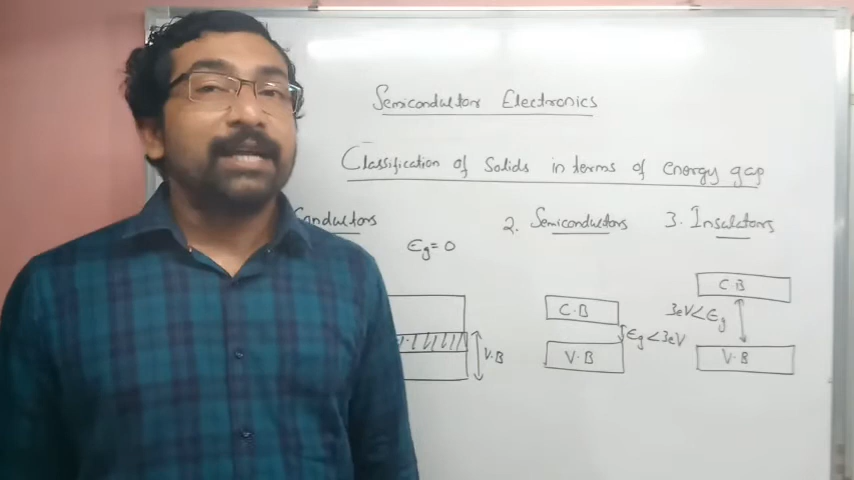 Semiconductor Electronics
Classification of Solids in terms of energy gap
Conductors
2. Semiconductors
3. Insulators
Eg = 0
C.B
C.B
3eV < Eg
Eg < 3eV
V.B
V.B
V.B